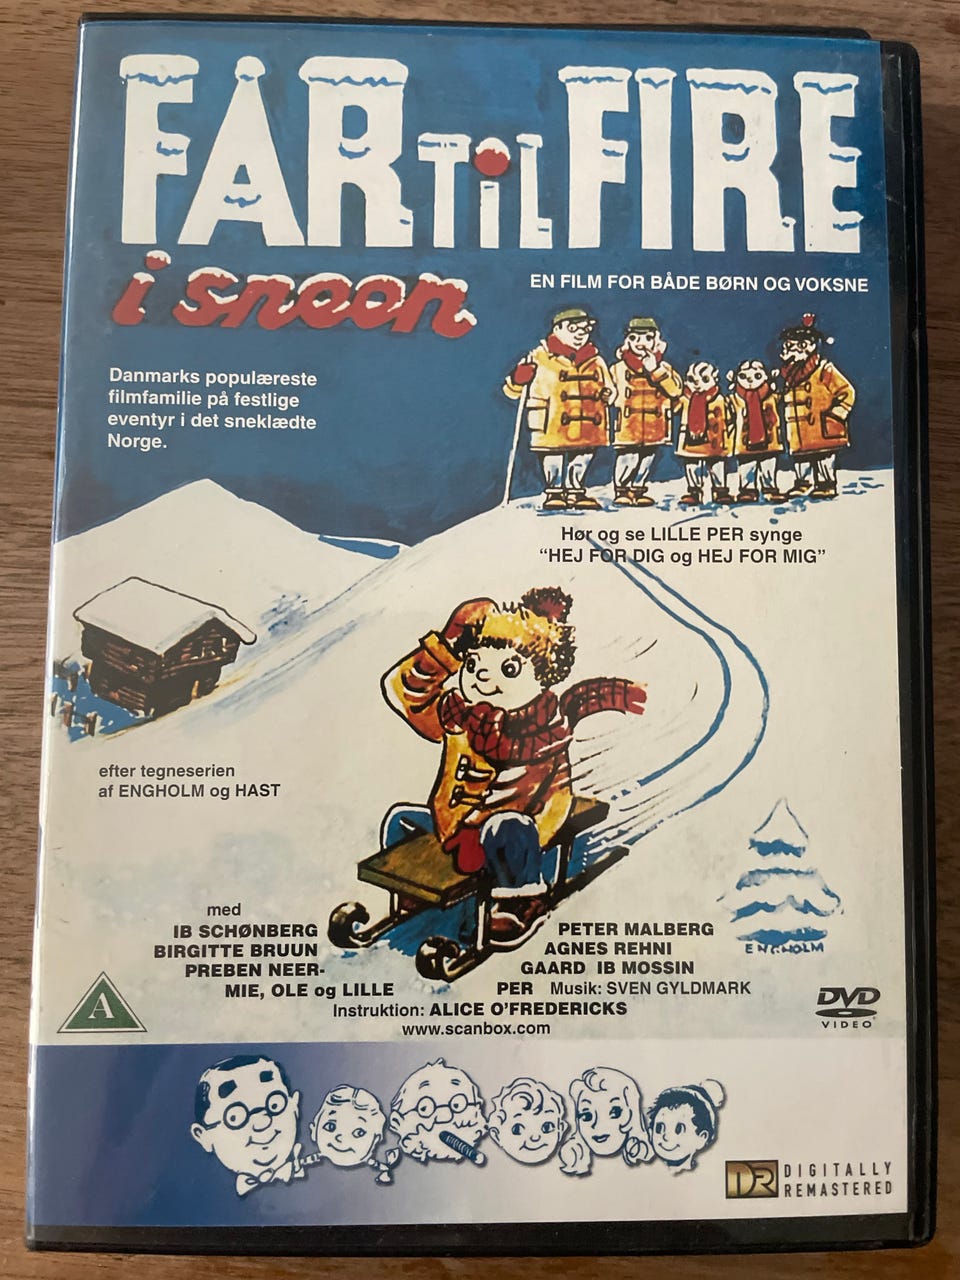 FAR TIL FIRE
i sneen
EN FILM FOR BÅDE BØRN OG VOKSNE
Danmarks populæreste
filmfamilie på festlige
eventyr i det sneklædte
Norge.
Hør og se LILLE PER synge
“HEJ FOR DIG og HEJ FOR MIG”
efter tegneserien
af ENGHOLM og HAST
med
IB SCHØNBERG
BIRGITTE BRUUN
PREBEN NEER-
MIE, OLE og LILLE
PETER MALBERG
AGNES REHNI
GAARD IB MOSSIN
PER Musik: SVEN GYLDMARK
Instruktion: ALICE O’FREDERICKS
www.scanbox.com
ENGHOLM
A
DVD
VIDEO
DR DIGITALLY
REMASTERED